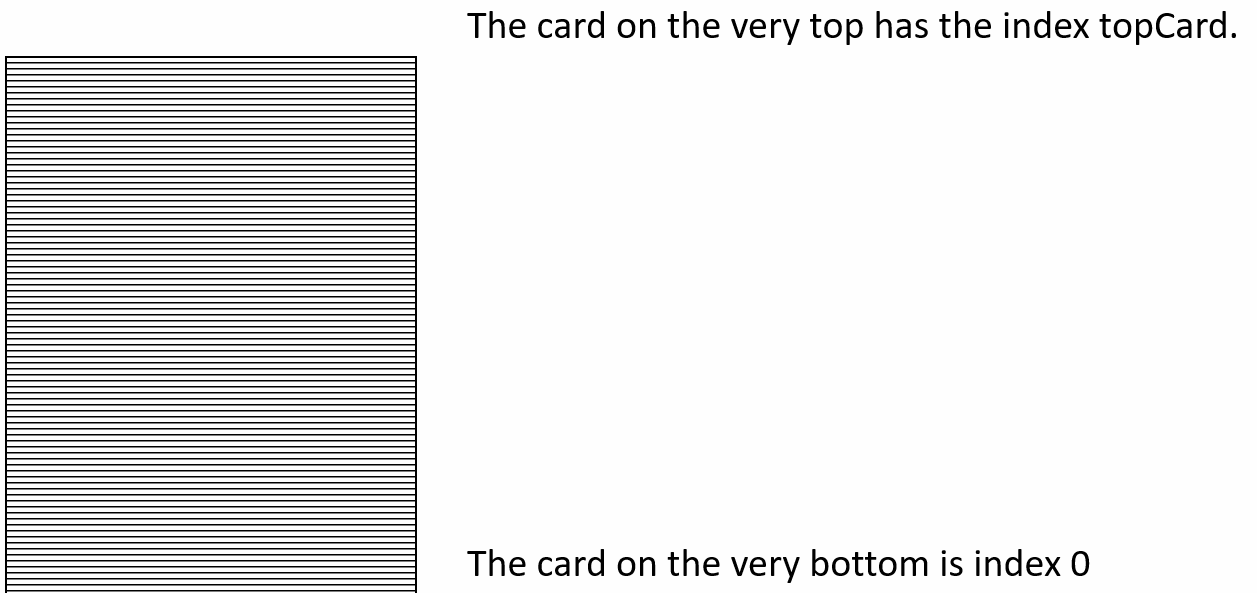 The card on the very top has the index topCard.
The card on the very bottom is index 0